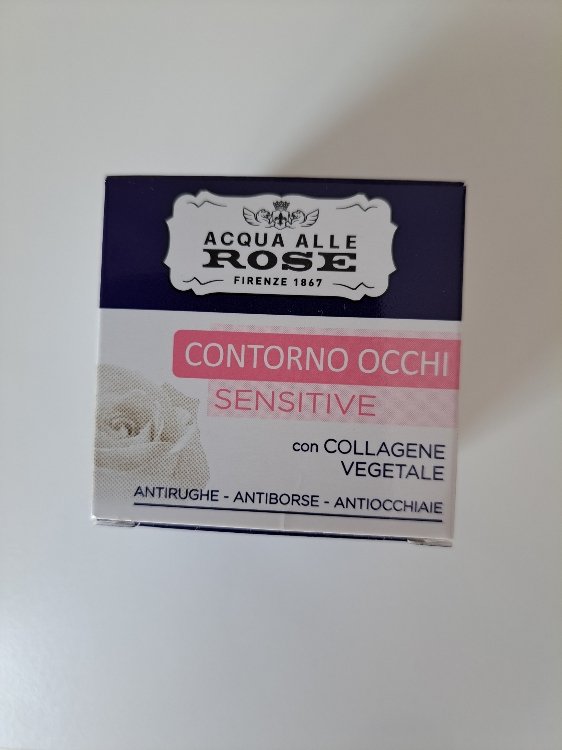 ACQUA ALLE
ROSE
FIRENZE 1867
CONTORNO OCCHI
SENSITIVE
con COLLAGENE
VEGETALE
ANTIRUGHE - ANTIBORSE - ANTIOCCHIAIE